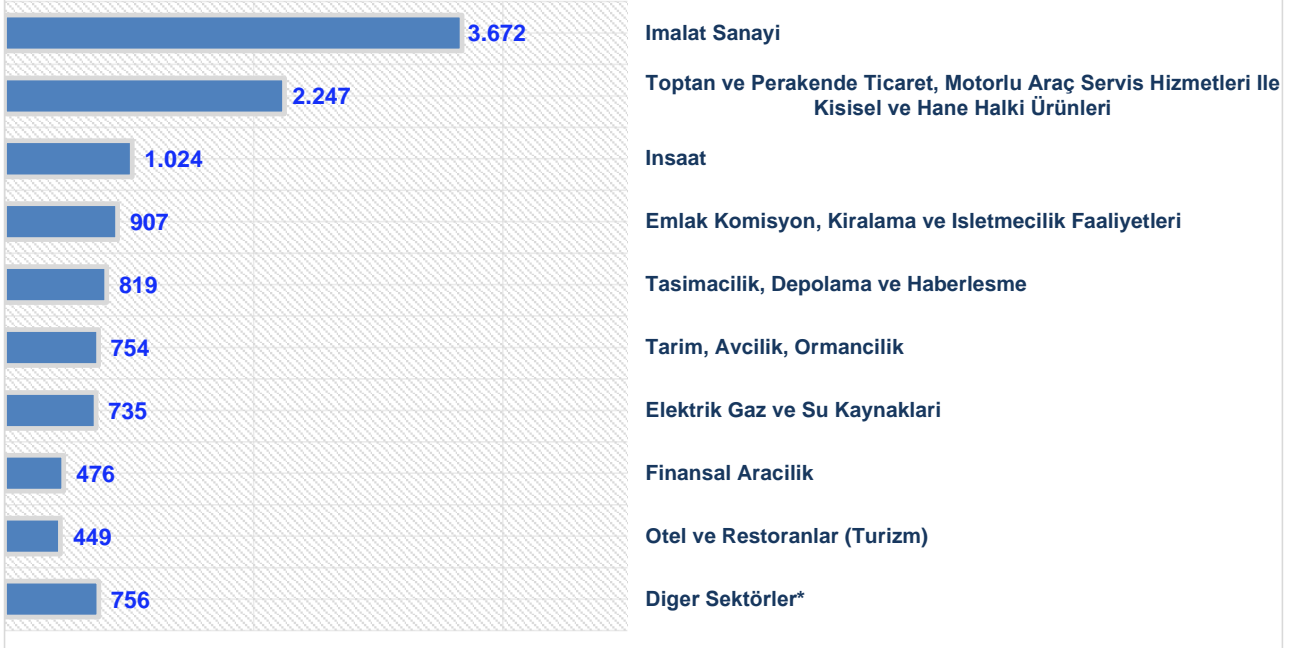 3.672 Imalat Sanayi
2.247 Toptan ve Perakende Ticaret, Motorlu Araç Servis Hizmetleri Ile
Kisisel ve Hane Halki Ürünleri
1.024 Insaat
907 Emlak Komisyon, Kiralama ve Isletmecilik Faaliyetleri
819 Tasimacilik, Depolama ve Haberlesme
754 Tarim, Avcilik, Ormancilik
735 Elektrik Gaz ve Su Kaynaklari
476 Finansal Aracilik
449 Otel ve Restoranlar (Turizm)
756 Diger Sektörler*